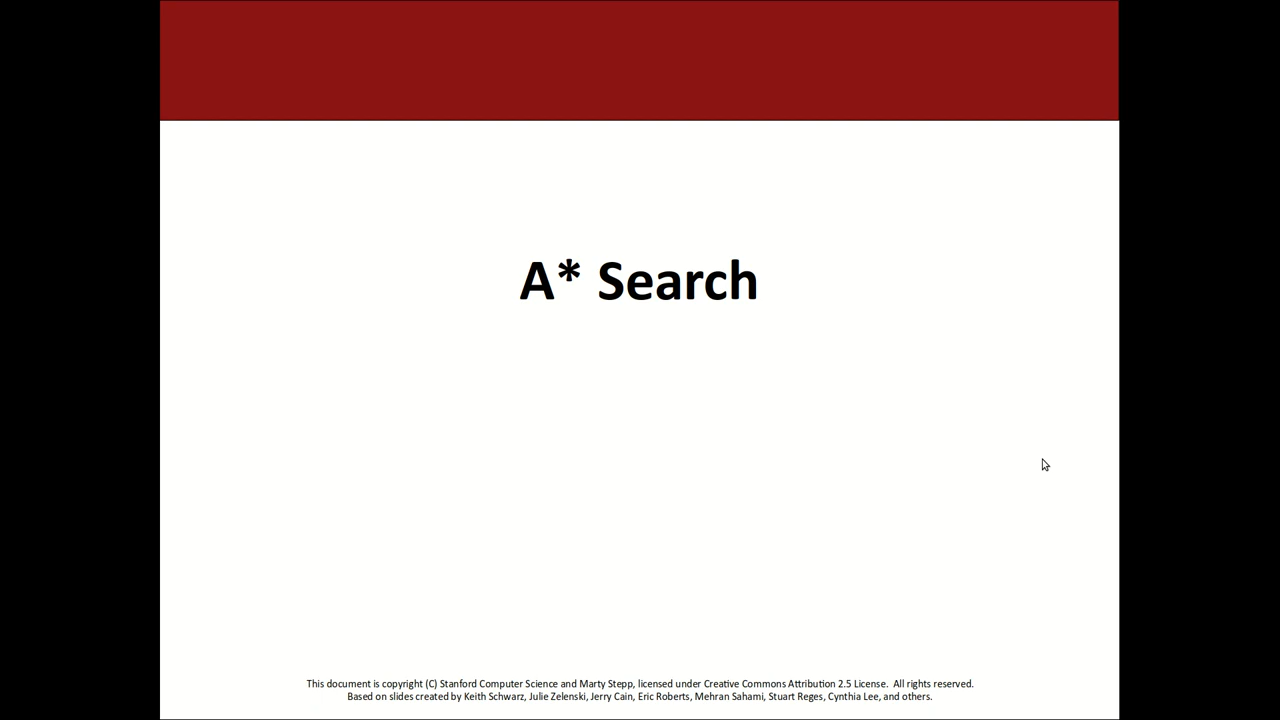 A* Search
This document is copyright (C) Stanford Computer Science and Marty Stepp, licensed under Creative Commons Attribution 2.5 License.  All rights reserved.
Based on slides created by Keith Schwarz, Julie Zelenski, Jerry Cain, Eric Roberts, Mehran Sahami, Stuart Reges, Cynthia Lee, and others.